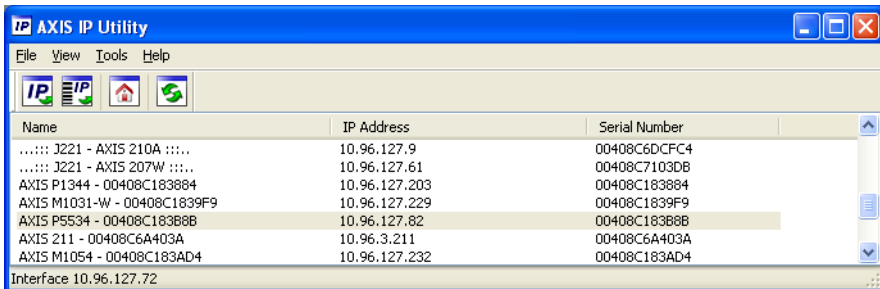 IP AXIS IP Utility
File View Tools Help
IP IP
Name IP Address Serial Number
...::: J221 - AXIS 210A :::... 10.96.127.9 00408C6DCFC4
...::: J221 - AXIS 207W :::... 10.96.127.61 00408C7103DB
AXIS P1344 - 00408C183884 10.96.127.203 00408C183884
AXIS M1031-W - 00408C1839F9 10.96.127.229 00408C1839F9
AXIS P5534 - 00408C183B8B 10.96.127.82 00408C183B8B
AXIS 211 - 00408C6A403A 10.96.3.211 00408C6A403A
AXIS M1054 - 00408C183AD4 10.96.127.232 00408C183AD4
Interface 10.96.127.72